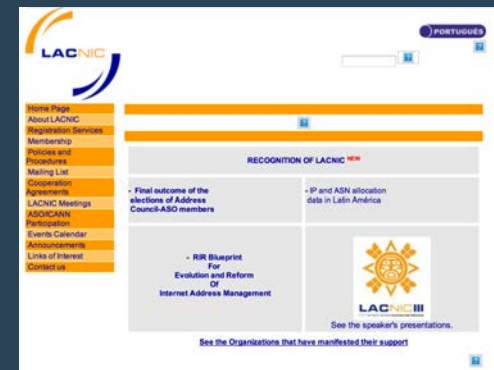 LACNIC
PORTUGUÊS
Home Page
About LACNIC
Registration Services
Membership
Policies and
Procedures
Mailing List
Cooperation
Agreements
LACNIC Meetings
ASO/ICANN
Participation
Events Calendar
Announcements
Links of Interest
Contact us
RECOGNITION OF LACNIC NEW
- Final outcome of the
elections of Address
Council-ASO members
- IP and ASN allocation
data in Latin América
- RIR Blueprint
For
Evolution and Reform
Of
Internet Address Management
LACNIC III
See the speaker's presentations.
See the Organizations that have manifested their support